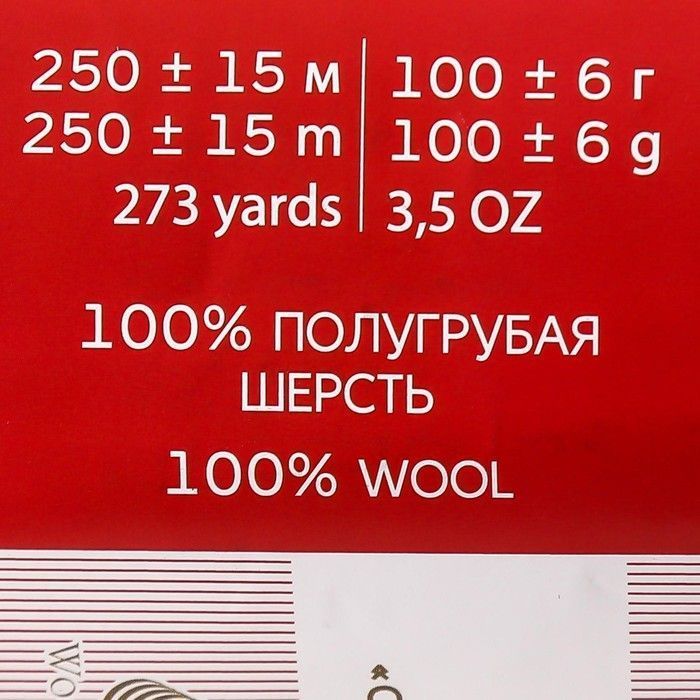 250 ± 15 м
250 ± 15 m
273 yards
100 ± 6 г
100 ± 6 g
3,5 OZ
100% ПОЛУГРУБАЯ
ШЕРСТЬ
100% WOOL